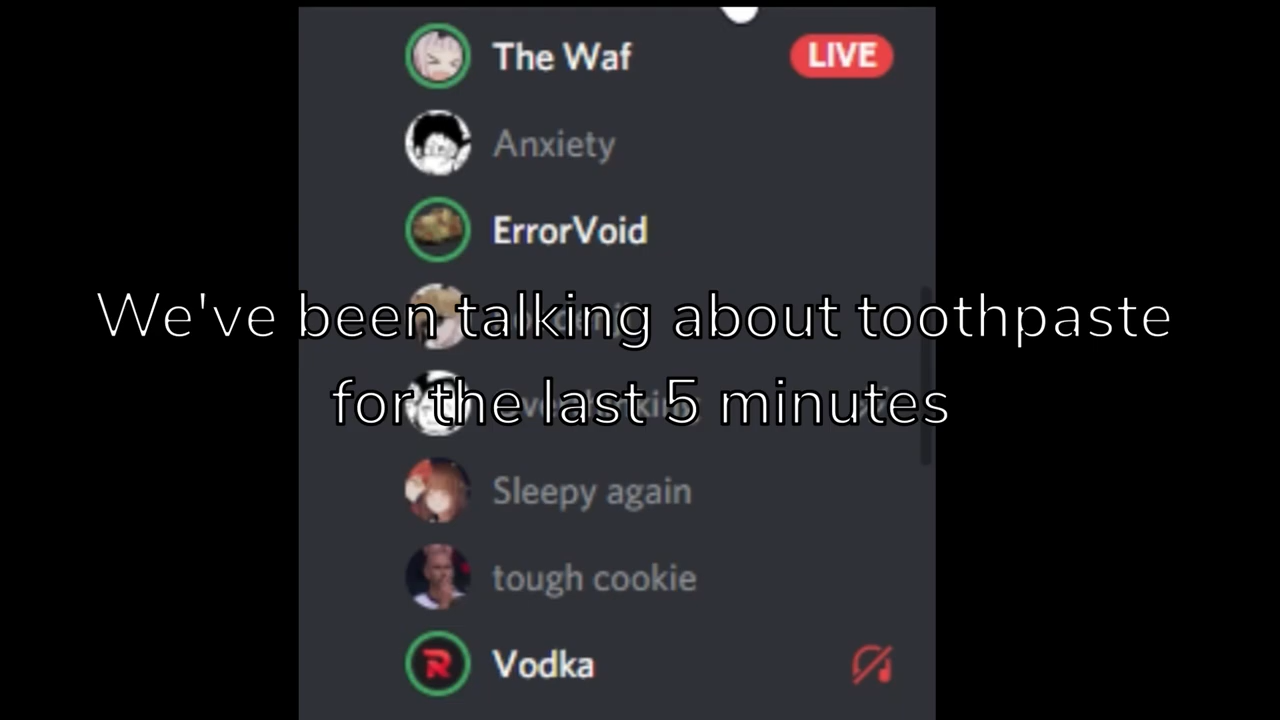 The Waf LIVE
Anxiety
ErrorVoid
We've been talking about toothpaste
for the last 5 minutes
Sleepy again
tough cookie
Vodka